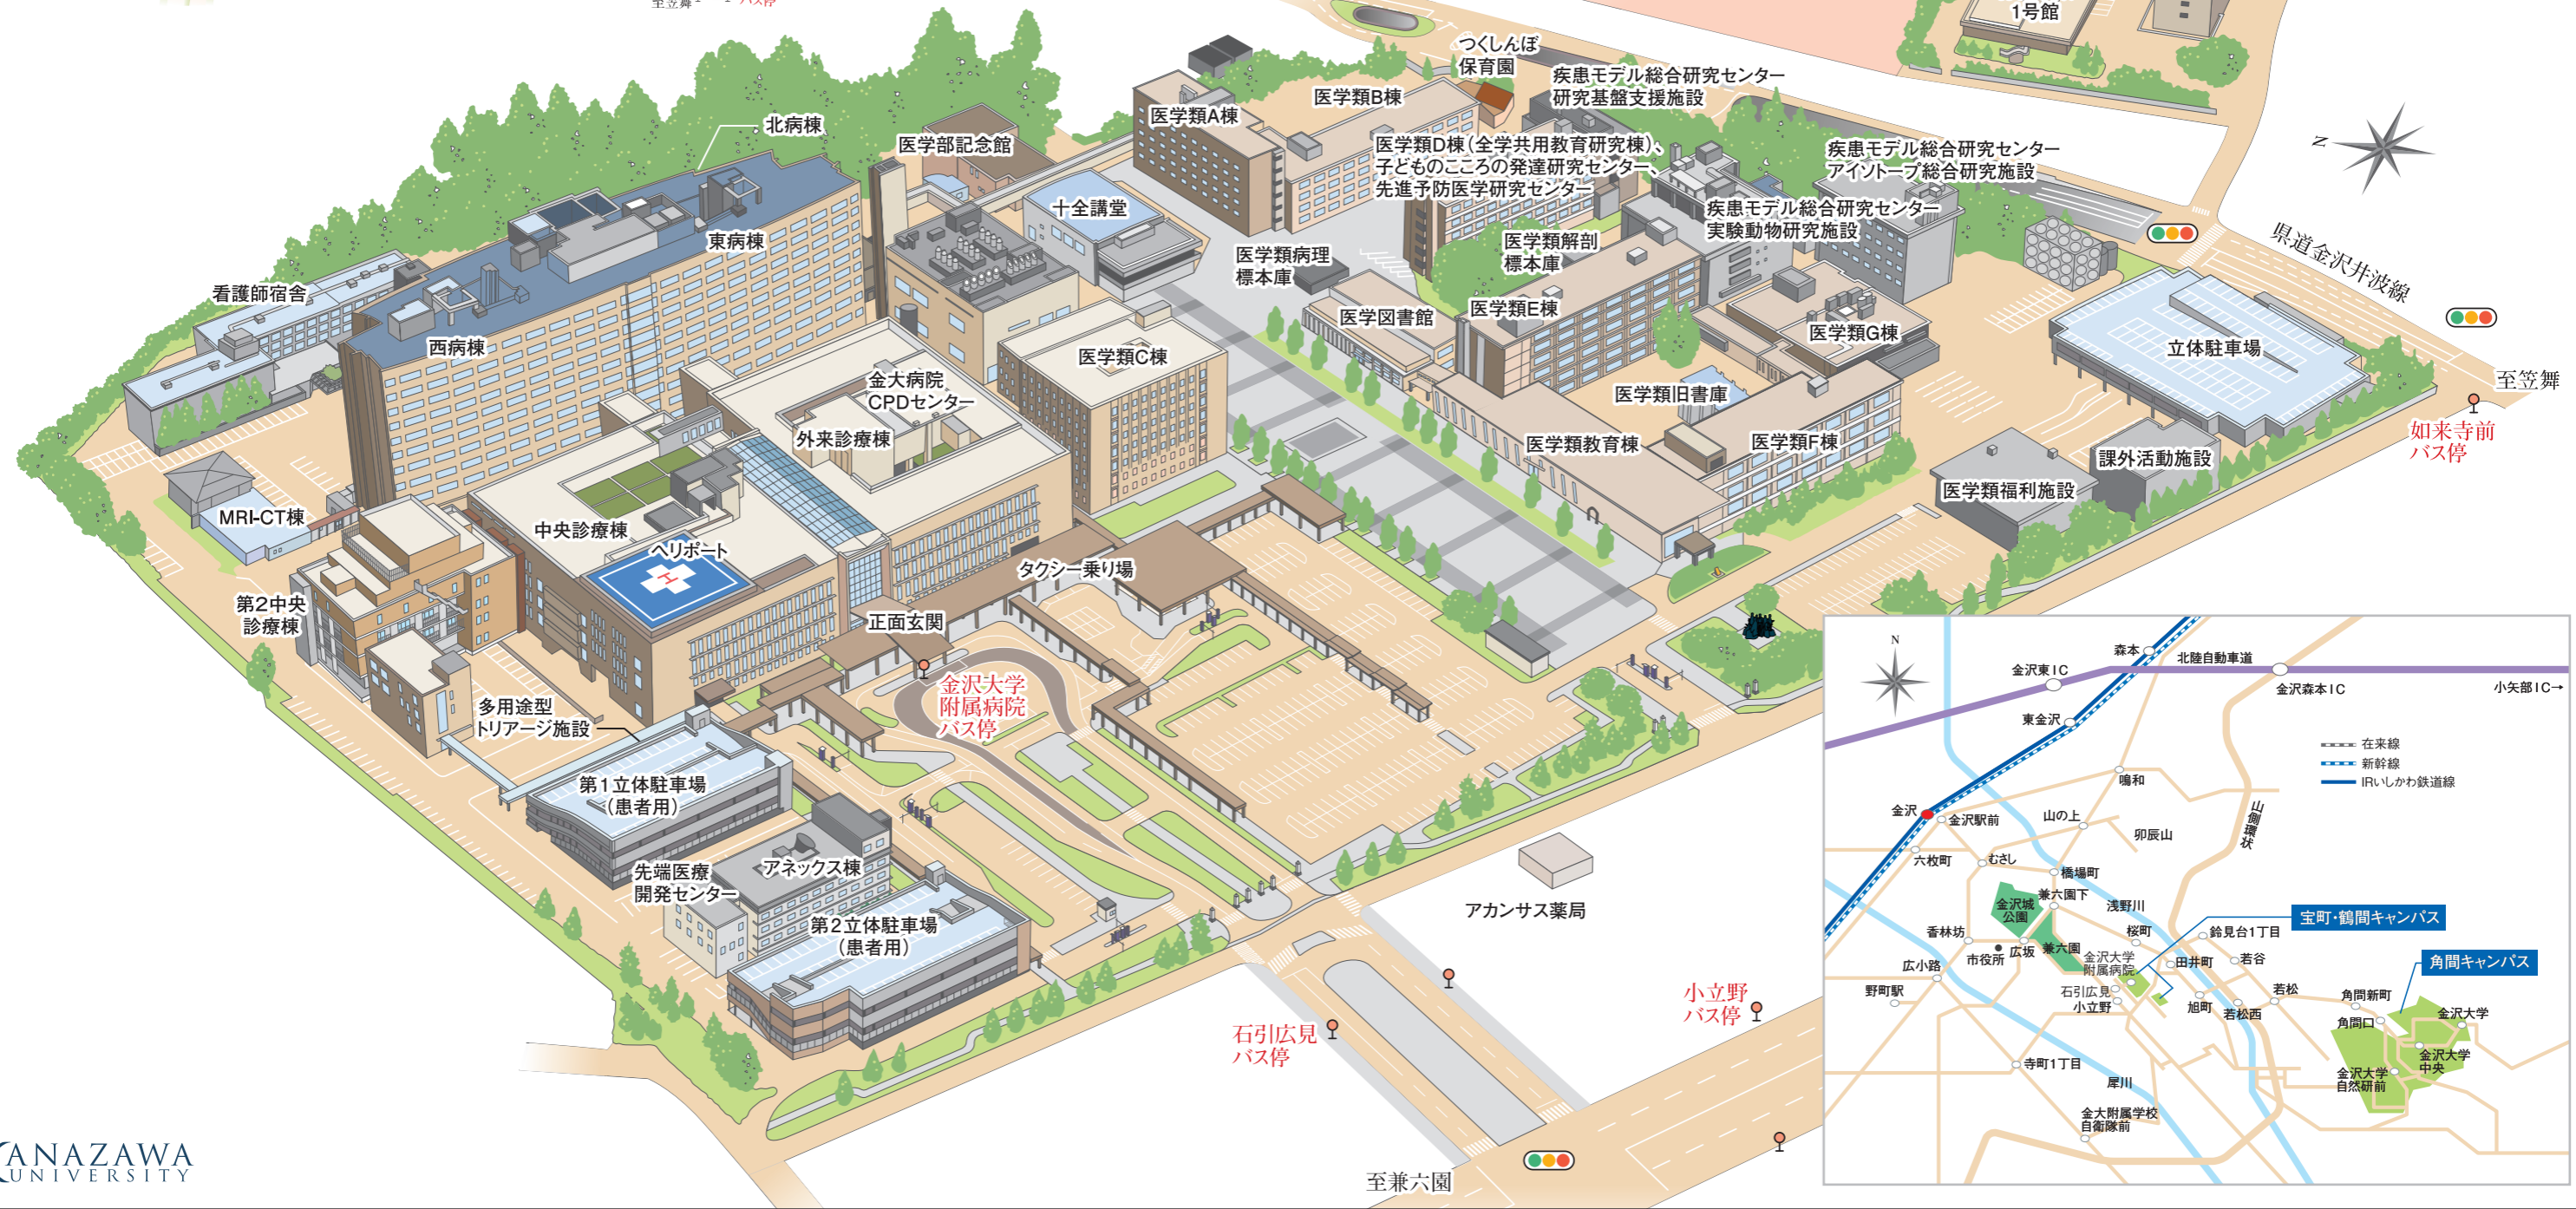 至笠舞
バス停
1号館
つくしんぼ
保育園
疾患モデル総合研究センター
研究基盤支援施設
医学類B棟
医学類A棟
北病棟
医学部記念館
医学類D棟(全学共用教育研究棟)、
子どものこころの発達研究センター、
先進予防医学研究センター
疾患モデル総合研究センター
アイソトープ総合研究施設
N
十全講堂
疾患モデル総合研究センター
実験動物研究施設
東病棟
医学類病理
標本庫
医学類解剖
標本庫
県道金沢井波線
看護師宿舎
医学図書館
医学類E棟
医学類G棟
西病棟
医学類C棟
立体駐車場
至笠舞
金大病院
CPDセンター
医学類旧書庫
外来診療棟
医学類教育棟
医学類F棟
如来寺前
バス停
課外活動施設
医学類福利施設
MRI-CT棟
中央診療棟
ヘリポート
タクシー乗り場
第2中央
診療棟
正面玄関
金沢大学
附属病院
バス停
多用途型
トリアージ施設
第1立体駐車場
(患者用)
先端医療
開発センター
アネックス棟
第2立体駐車場
(患者用)
アカンサス薬局
石引広見
バス停
小立野
バス停
至兼六園
KANAZAWA
UNIVERSITY
N
森本
北陸自動車道
金沢東IC
金沢森本IC
小矢部IC→
東金沢
在来線
新幹線
IRいしかわ鉄道線
鳴和
山側環状
金沢
金沢駅前
山の上
卯辰山
六枚町
むさし
橋場町
金沢城
公園
兼六園下
浅野川
宝町・鶴間キャンパス
香林坊
市役所
広坂
兼六園
桜町
鈴見台1丁目
金沢大学
附属病院
田井町
若谷
角間キャンパス
広小路
野町駅
石引広見
小立野
旭町
若松西
若松
角間新町
角間口
金沢大学
金沢大学
中央
金沢大学
自然研前
寺町1丁目
犀川
金大附属学校
自衛隊前